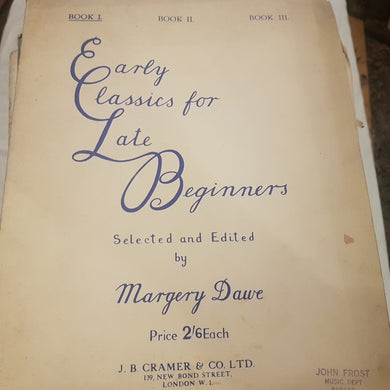 BOOK I. BOOK II. BOOK III.
Early
Classics for
Late
Beginners
Selected and Edited
by
Margery Dawe
Price 2/6 Each
J. B. CRAMER & CO. LTD.
139, NEW BOND STREET,
LONDON W. 1.
JOHN FROST
MUSIC DEPT